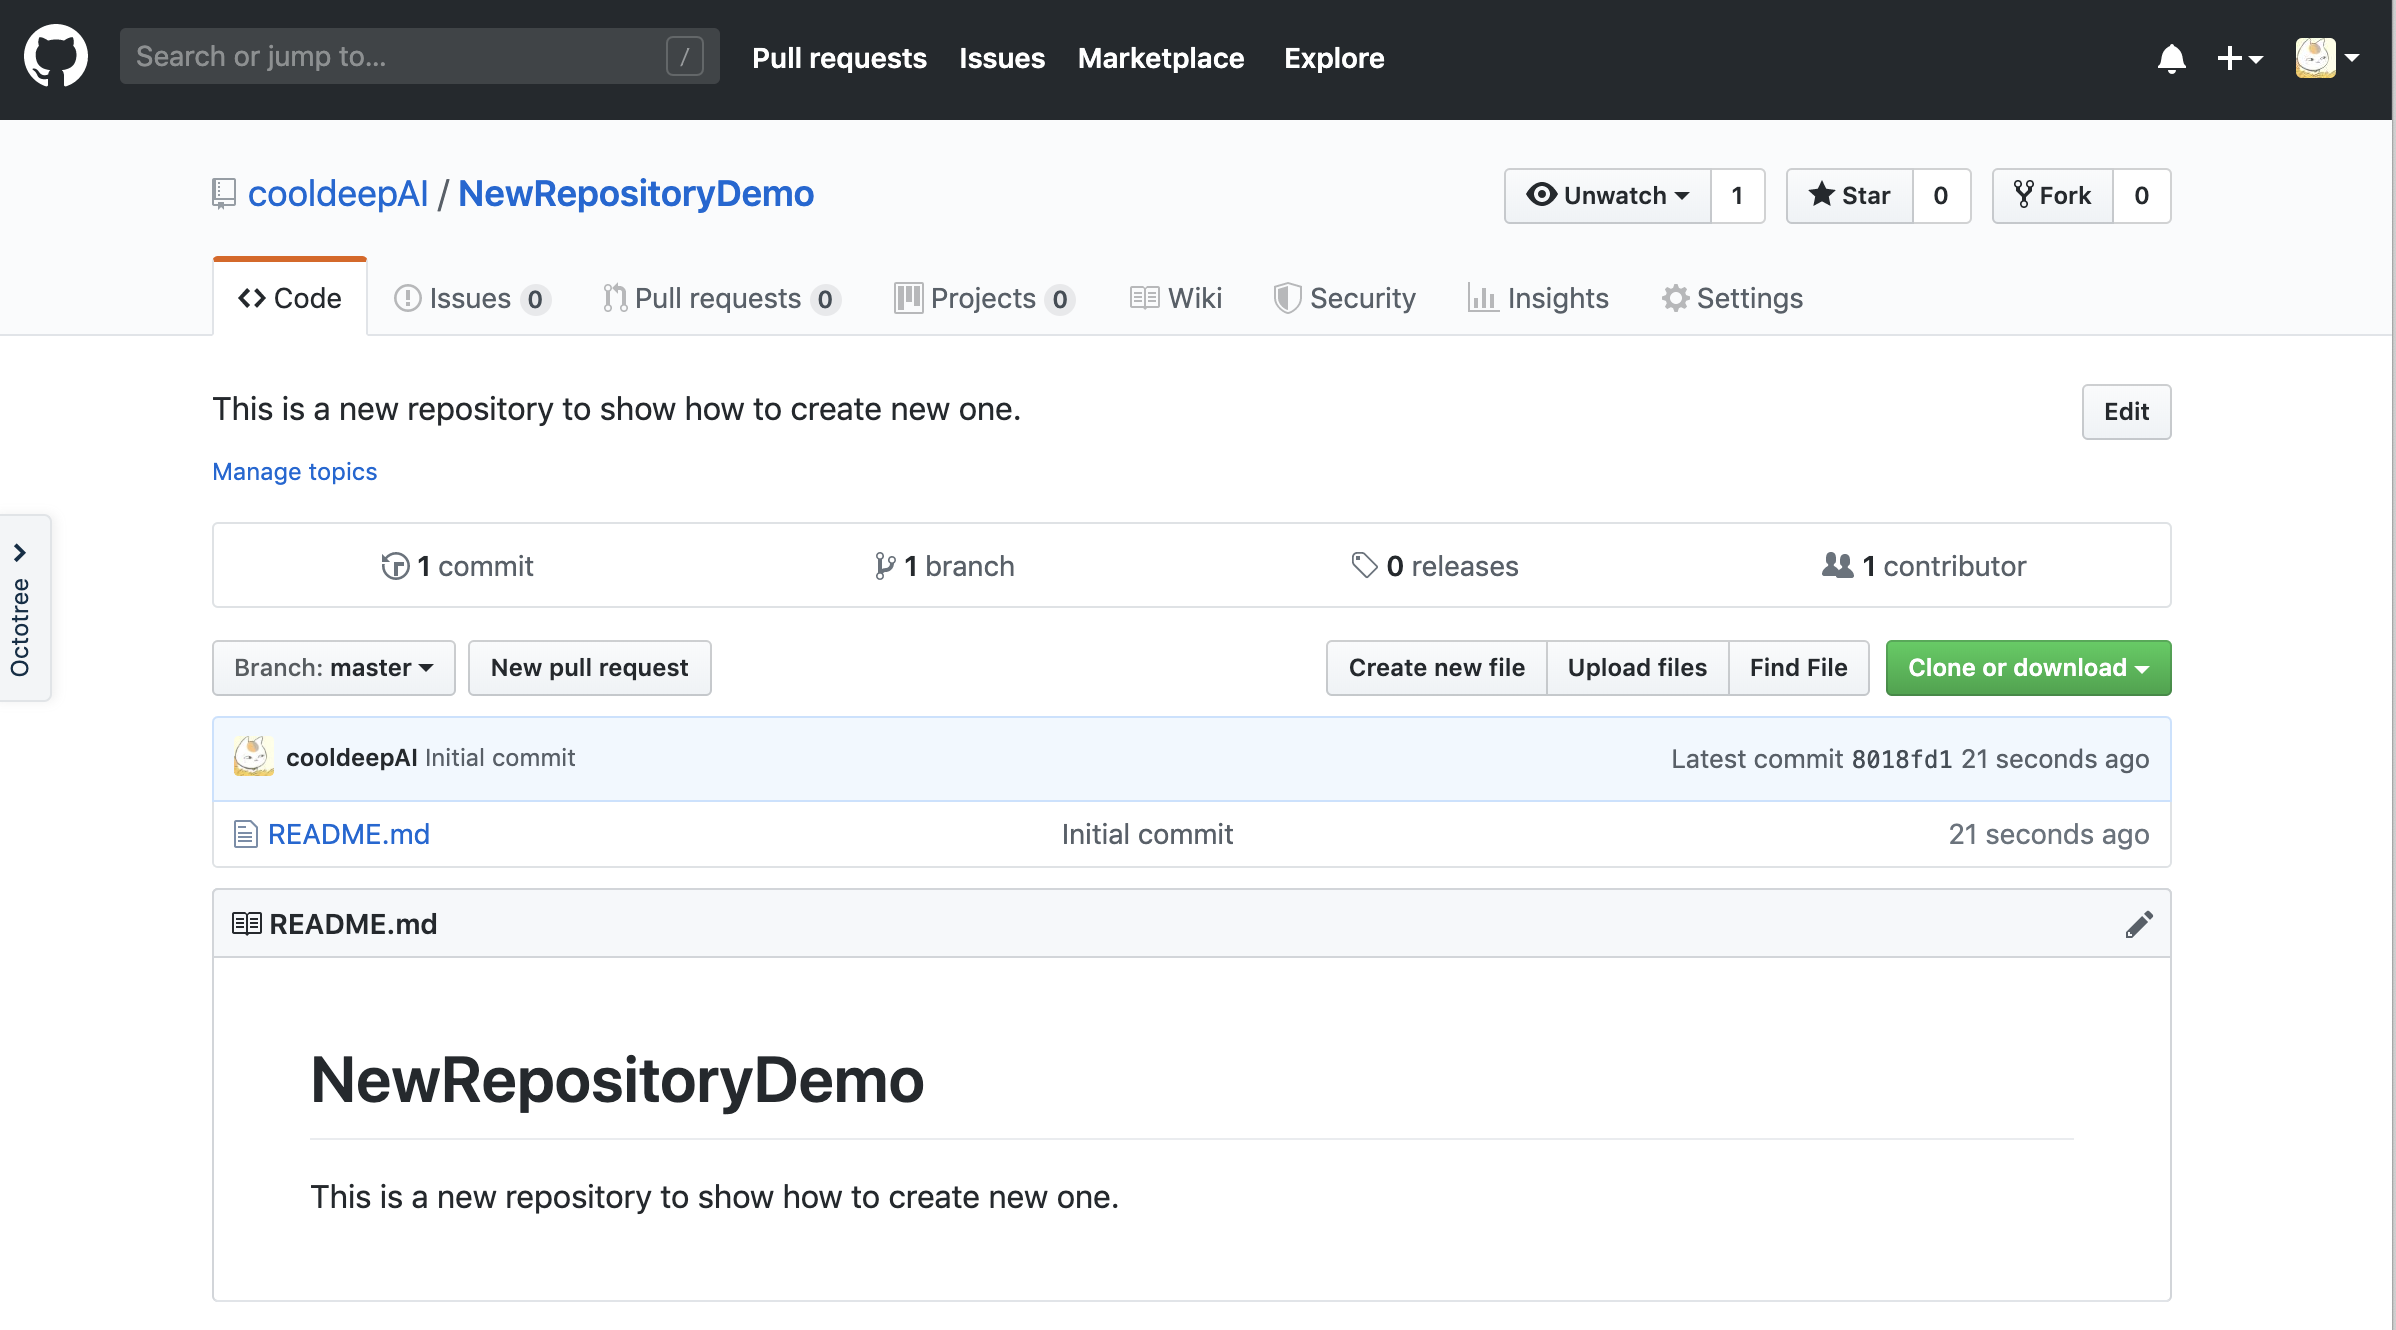 Search or jump to... / Pull requests Issues Marketplace Explore
cooldeepAI / NewRepositoryDemo Unwatch 1 Star 0 Fork 0
Code Issues 0 Pull requests 0 Projects 0 Wiki Security Insights Settings
This is a new repository to show how to create new one. Edit
Manage topics
1 commit 1 branch 0 releases 1 contributor
Octotree
Branch: master New pull request Create new file Upload files Find File Clone or download
cooldeepAI Initial commit Latest commit 8018fd1 21 seconds ago
README.md Initial commit 21 seconds ago
README.md
NewRepositoryDemo
This is a new repository to show how to create new one.